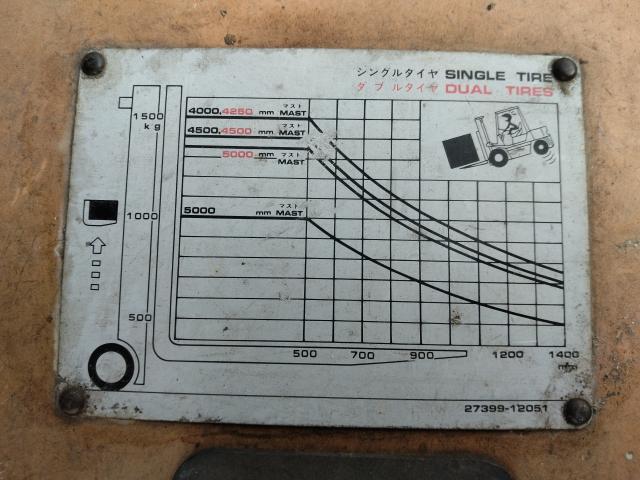 シングルタイヤ SINGLE TIRE
ダブルタイヤ DUAL TIRES
1500
kg
1000
500
4000.4250 mm マスト MAST
4500.4500 mm マスト MAST
5000 mm マスト MAST
5000 mm マスト MAST
500 700 900 1200 1400
mm
27399-12051